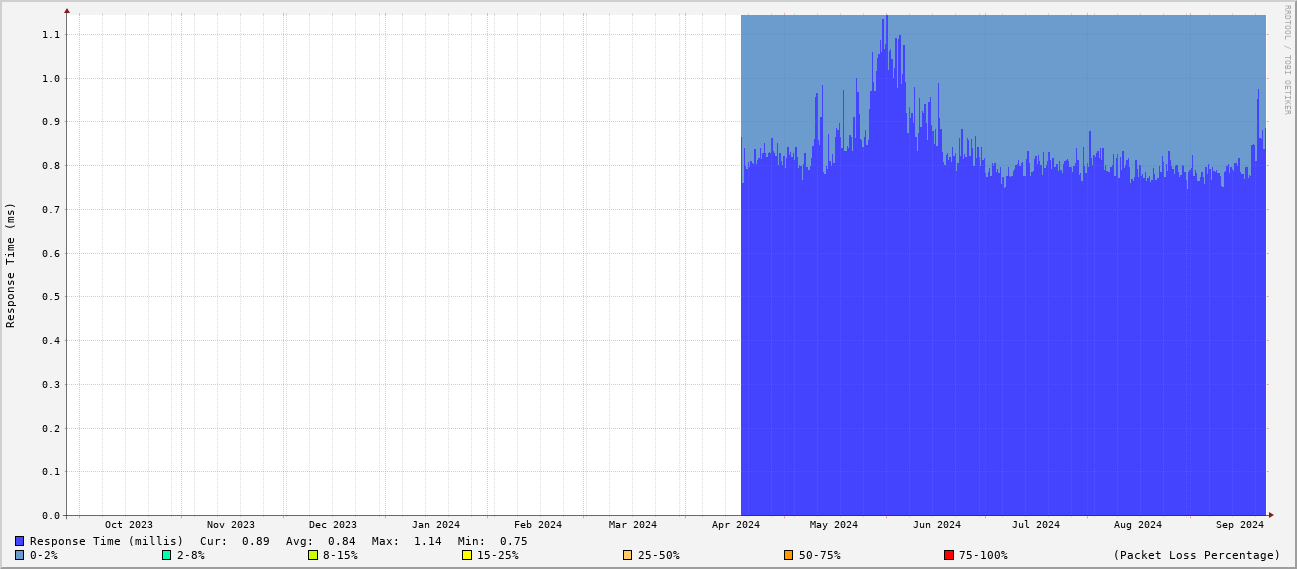 RRDTOOL / TOBI OETIKER
Response Time (ms)
1.1
1.0
0.9
0.8
0.7
0.6
0.5
0.4
0.3
0.2
0.1
0.0
Oct 2023 Nov 2023 Dec 2023 Jan 2024 Feb 2024 Mar 2024 Apr 2024 May 2024 Jun 2024 Jul 2024 Aug 2024 Sep 2024
Response Time (millis) Cur: 0.89 Avg: 0.84 Max: 1.14 Min: 0.75
0-2% 2-8% 8-15% 15-25% 25-50% 50-75% 75-100% (Packet Loss Percentage)